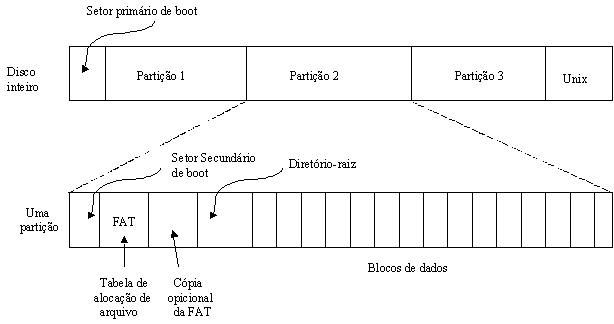 Setor primário de boot
Disco
inteiro
Partição 1
Partição 2
Partição 3
Unix
Setor Secundário
de boot
Diretório-raiz
Uma
partição
FAT
Blocos de dados
Tabela de
alocação de
arquivo
Cópia
opicional
da FAT